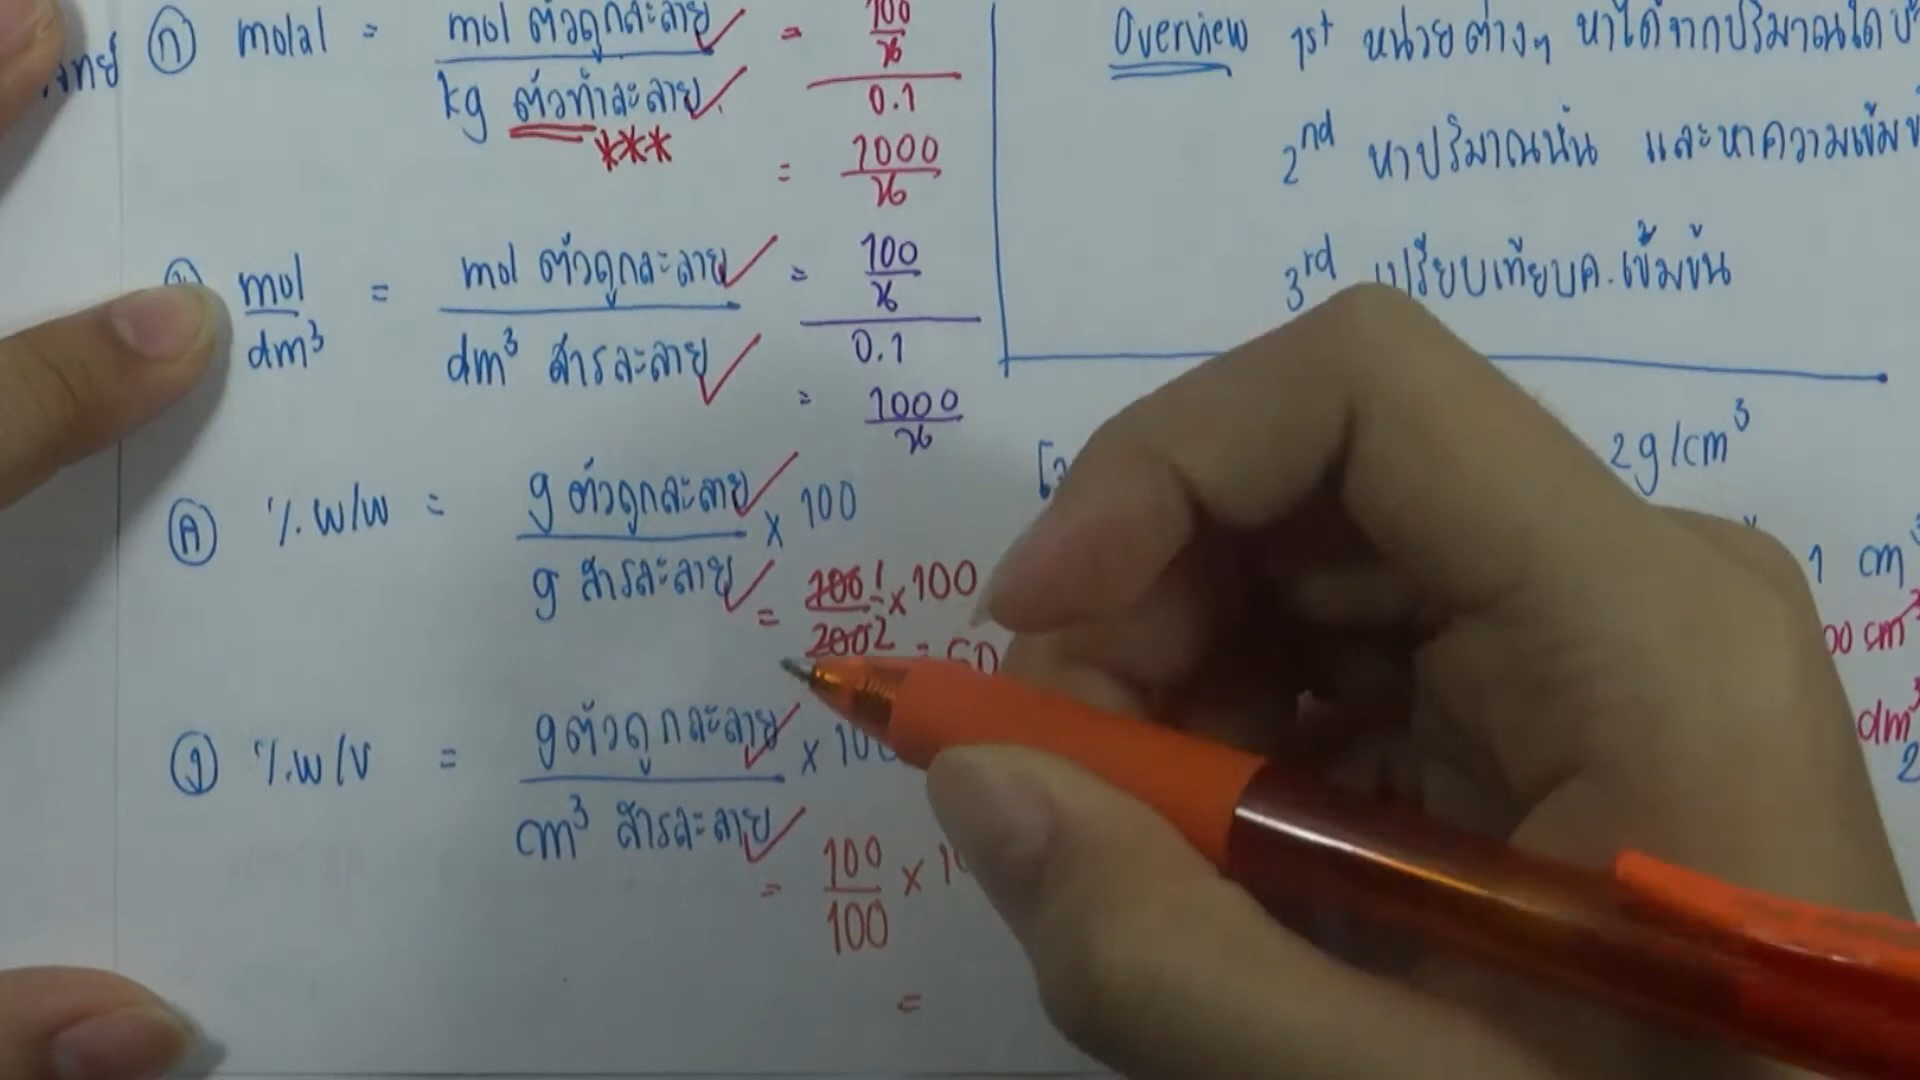 ก molal = mol ตัวถูกละลาย = 100/x
kg ตัวทำละลาย 0.1
***
= 1000/x
mol/dm³ = mol ตัวถูกละลาย = 100/x
dm³ สารละลาย 0.1
= 1000/x
ค %w/w = g ตัวถูกละลาย × 100
g สารละลาย = 100 1 × 100
200 2 = 50
ง %w/v = g ตัวถูกละลาย ×
cm³ สารละลาย
= 100/100 ×
=
Overview 1st หน่วยต่างๆ หาได้จากปริมาณใด
2nd หาปริมาณนั้น และหาความเข้ม
3rd เปรียบเทียบค.เข้มข้น
2g/cm³
1 cm³
00 cm³
dm³
2